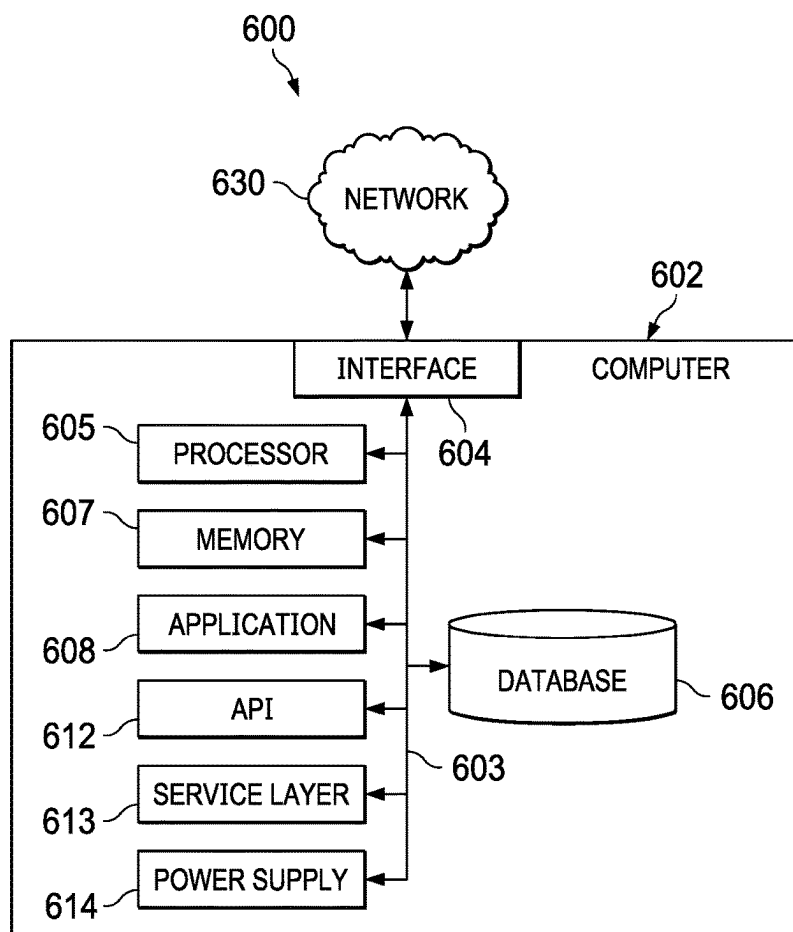 600
630
NETWORK
602
INTERFACE
COMPUTER
605
604
PROCESSOR
607
MEMORY
APPLICATION
608
DATABASE
606
API
612
603
SERVICE LAYER
613
POWER SUPPLY
614